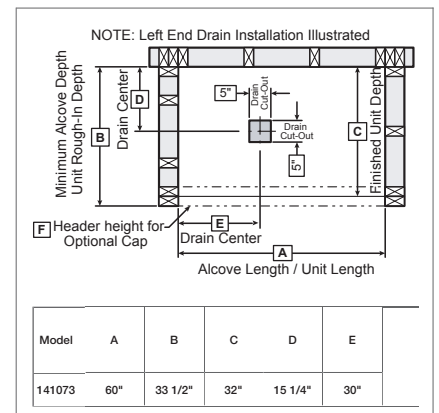 NOTE: Left End Drain Installation Illustrated
Minimum Alcove Depth
Unit Rough-In Depth
B
Drain Center
D
5"
Drain
Cut-Out
Drain
Cut-Out
5"
C
Finished Unit Depth
F Header height for
Optional Cap
E
Drain Center
A
Alcove Length / Unit Length
Model A B C D E
141073 60" 33 1/2" 32" 15 1/4" 30"